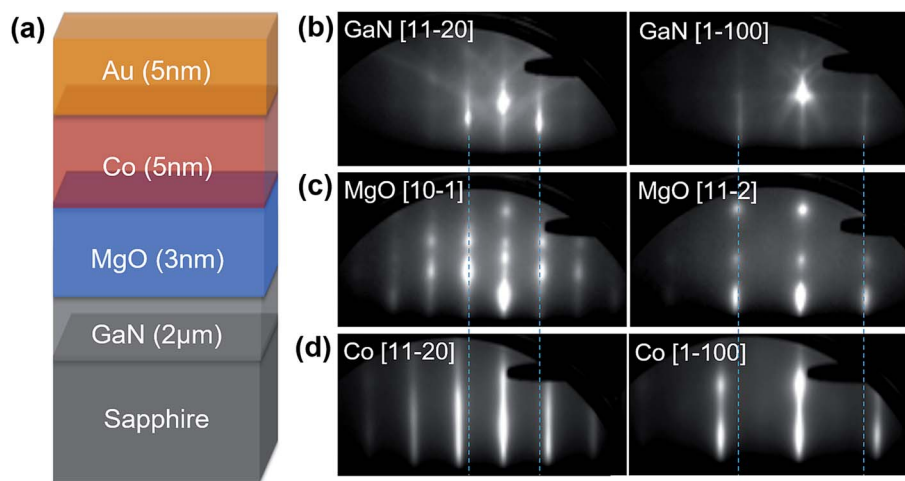 (a)
Au (5nm)
Co (5nm)
MgO (3nm)
GaN (2μm)
Sapphire
(b)
GaN [11-20]
GaN [1-100]
(c)
MgO [10-1]
MgO [11-2]
(d)
Co [11-20]
Co [1-100]